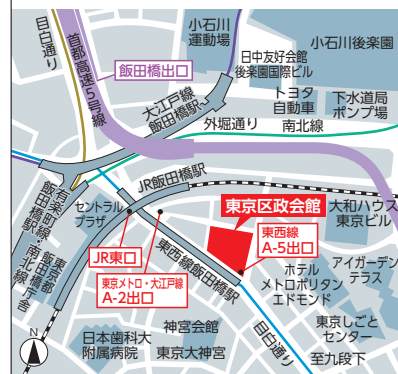 目白通り
首都高速5号線
飯田橋出口
小石川
運動場
日中友好会館
後楽園国際ビル
小石川後楽園
トヨタ
自動車
下水道局
ポンプ場
大江戸線
飯田橋駅
外堀通り
南北線
JR飯田橋駅
有楽町線・南北線
飯田橋駅
東京都
飯田橋庁舎
セントラル
プラザ
東京区政会館
大和ハウス
東京ビル
JR東口
東京メトロ・大江戸線
A-2出口
東西線飯田橋駅
東西線
A-5出口
ホテル
メトロポリタン
エドモンド
アイガーデン
テラス
N
日本歯科大
附属病院
神宮会館
東京大神宮
目白通り
東京しごと
センター
至九段下